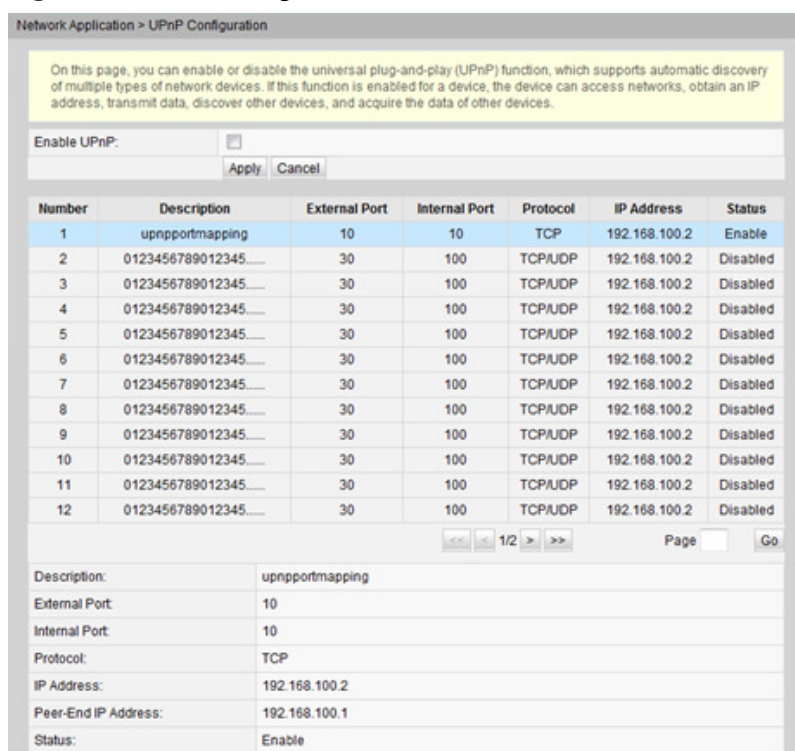 Network Application > UPnP Configuration
On this page, you can enable or disable the universal plug-and-play (UPnP) function, which supports automatic discovery
of multiple types of network devices. If this function is enabled for a device, the device can access networks, obtain an IP
address, transmit data, discover other devices, and acquire the data of other devices.
Enable UPnP:
Apply Cancel
Number Description External Port Internal Port Protocol IP Address Status
1 upnpportmapping 10 10 TCP 192.168.100.2 Enable
2 0123456789012345...... 30 100 TCP/UDP 192.168.100.2 Disabled
3 0123456789012345...... 30 100 TCP/UDP 192.168.100.2 Disabled
4 0123456789012345...... 30 100 TCP/UDP 192.168.100.2 Disabled
5 0123456789012345...... 30 100 TCP/UDP 192.168.100.2 Disabled
6 0123456789012345...... 30 100 TCP/UDP 192.168.100.2 Disabled
7 0123456789012345...... 30 100 TCP/UDP 192.168.100.2 Disabled
8 0123456789012345...... 30 100 TCP/UDP 192.168.100.2 Disabled
9 0123456789012345...... 30 100 TCP/UDP 192.168.100.2 Disabled
10 0123456789012345...... 30 100 TCP/UDP 192.168.100.2 Disabled
11 0123456789012345...... 30 100 TCP/UDP 192.168.100.2 Disabled
12 0123456789012345...... 30 100 TCP/UDP 192.168.100.2 Disabled
<< < 1/2 > >> Page Go
Description: upnpportmapping
External Port: 10
Internal Port: 10
Protocol: TCP
IP Address: 192.168.100.2
Peer-End IP Address: 192.168.100.1
Status: Enable